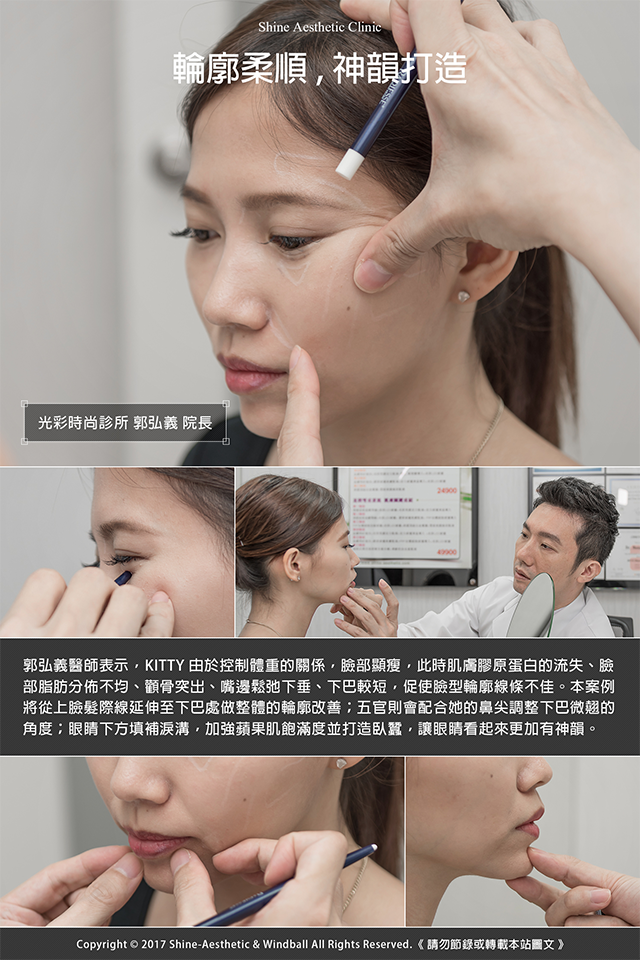 Shine Aesthetic Clinic
輪廓柔順 , 神韻打造
光彩時尚診所 郭弘義 院長
24900
49900
郭弘義醫師表示，KITTY 由於控制體重的關係，臉部顯瘦，此時肌膚膠原蛋白的流失、臉
部脂肪分佈不均、顴骨突出、嘴邊鬆弛下垂、下巴較短，促使臉型輪廓線條不佳。本案例
將從上臉髮際線延伸至下巴處做整體的輪廓改善；五官則會配合她的鼻尖調整下巴微翹的
角度；眼睛下方填補淚溝，加強蘋果肌飽滿度並打造臥蠶，讓眼睛看起來更加有神韻。
Copyright © 2017 Shine-Aesthetic & Windball All Rights Reserved.《 請勿節錄或轉載本站圖文 》